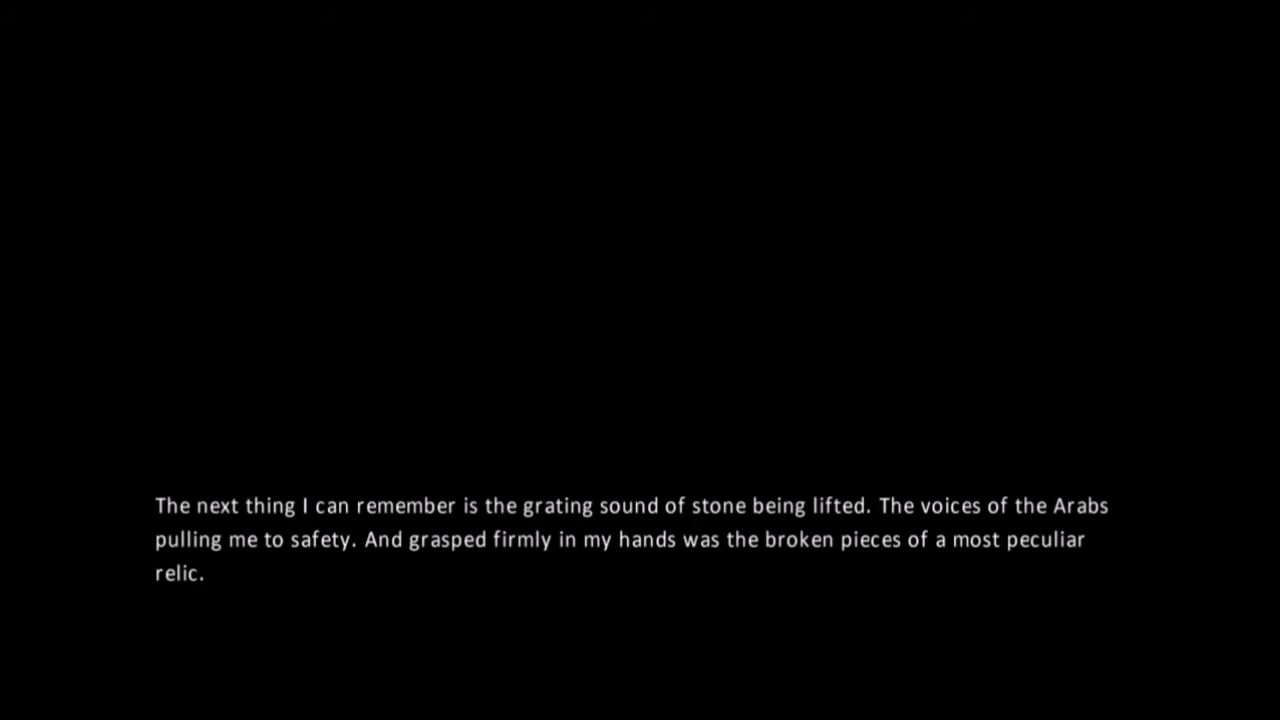 The next thing I can remember is the grating sound of stone being lifted. The voices of the Arabs
pulling me to safety. And grasped firmly in my hands was the broken pieces of a most peculiar
relic.